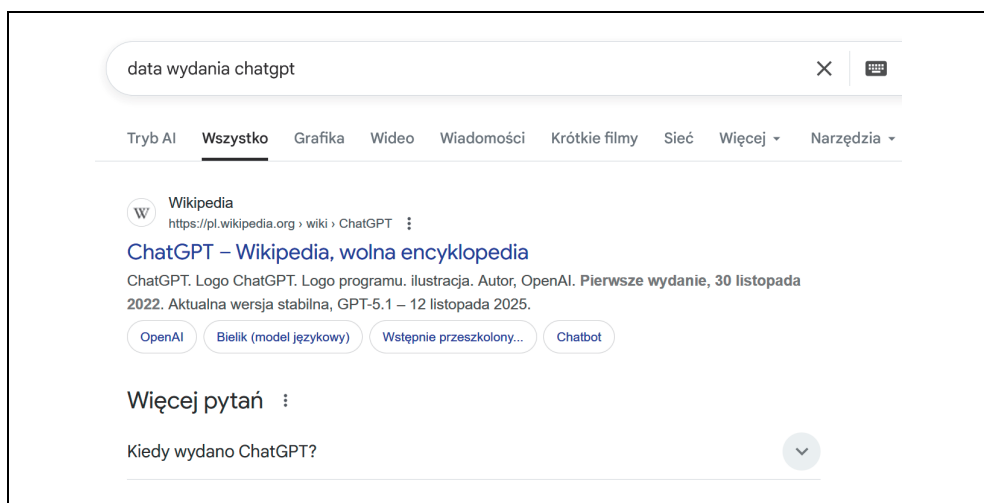 data wydania chatgpt
Tryb AI Wszystko Grafika Wideo Wiadomości Krótkie filmy Sieć Więcej Narzędzia
W
Wikipedia
https://pl.wikipedia.org › wiki › ChatGPT
ChatGPT – Wikipedia, wolna encyklopedia
ChatGPT. Logo ChatGPT. Logo programu. ilustracja. Autor, OpenAI. Pierwsze wydanie, 30 listopada
2022. Aktualna wersja stabilna, GPT-5.1 – 12 listopada 2025.
OpenAI Bielik (model językowy) Wstępnie przeszkolony... Chatbot
Więcej pytań
Kiedy wydano ChatGPT?